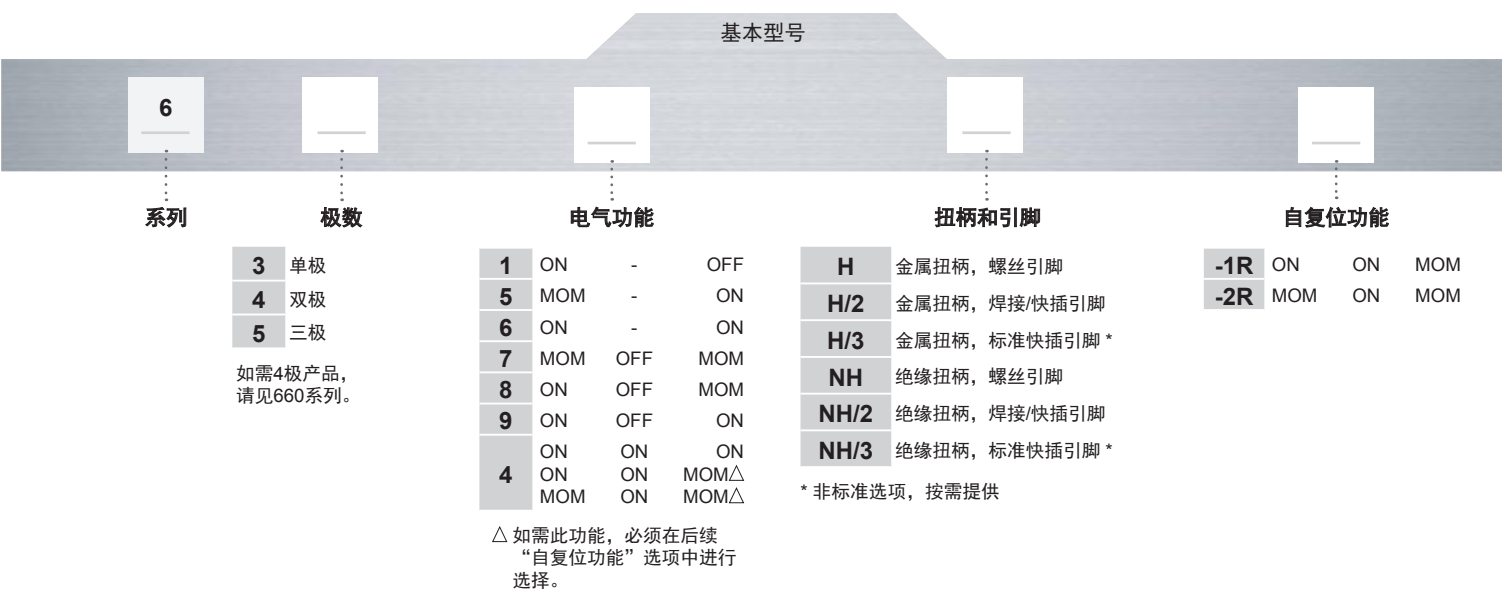 基本型号
6
系列
极数
电气功能
扭柄和引脚
自复位功能
3 单极
4 双极
5 三极
如需4极产品，
请见660系列。
1 ON - OFF
5 MOM - ON
6 ON - ON
7 MOM OFF MOM
8 ON OFF MOM
9 ON OFF ON
4
ON ON ON
ON ON MOM△
MOM ON MOM△
△ 如需此功能，必须在后续
“自复位功能”选项中进行
选择。
H 金属扭柄，螺丝引脚
H/2 金属扭柄，焊接/快插引脚
H/3 金属扭柄，标准快插引脚 *
NH 绝缘扭柄，螺丝引脚
NH/2 绝缘扭柄，焊接/快插引脚
NH/3 绝缘扭柄，标准快插引脚 *
* 非标准选项，按需提供
-1R ON ON MOM
-2R MOM ON MOM